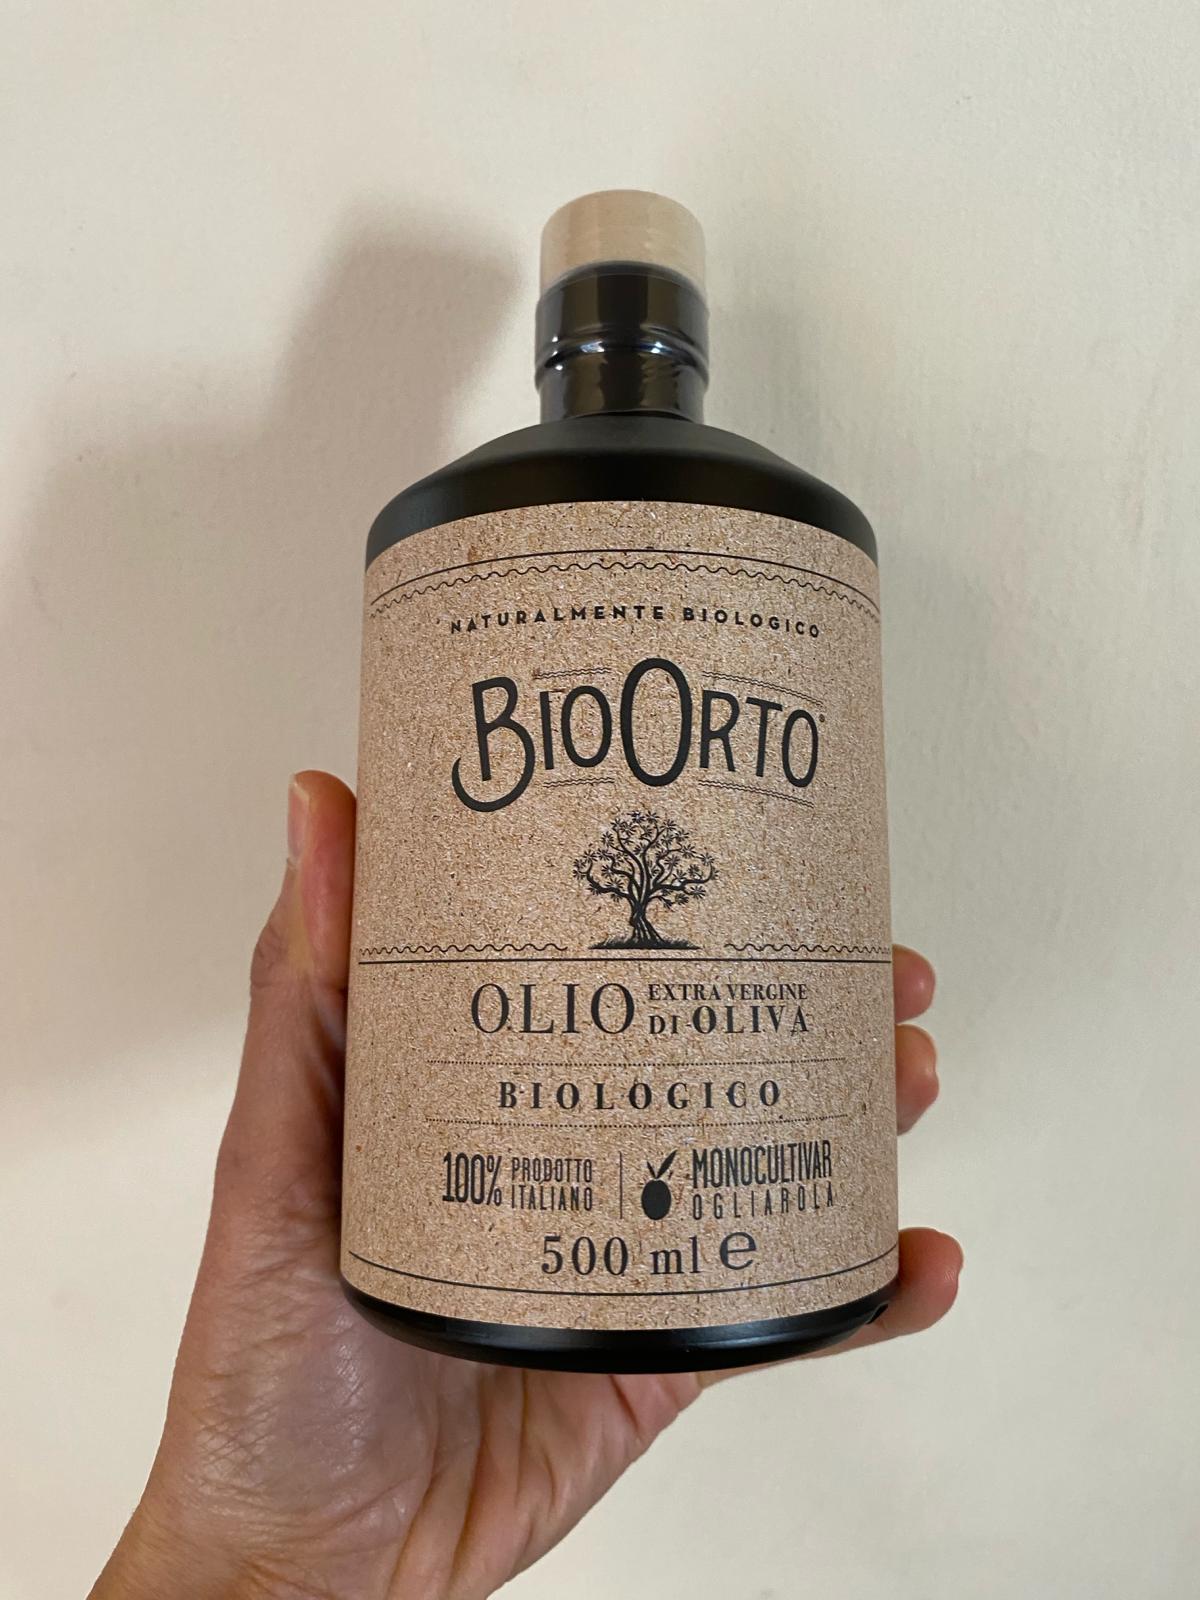 NATURALMENTE BIOLOGICO
BIOORTO®
OLIO EXTRA VERGINE
DI OLIVA
BIOLOGICO
100% PRODOTTO
ITALIANO
MONOCULTIVAR
OGLIAROLA
500 ml e